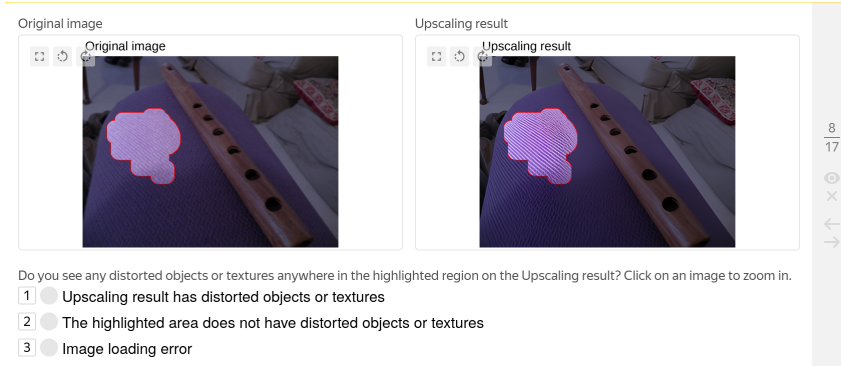 Original image
Upscaling result
Original image
Upscaling result
8
17
Do you see any distorted objects or textures anywhere in the highlighted region on the Upscaling result? Click on an image to zoom in.
1 Upscaling result has distorted objects or textures
2 The highlighted area does not have distorted objects or textures
3 Image loading error